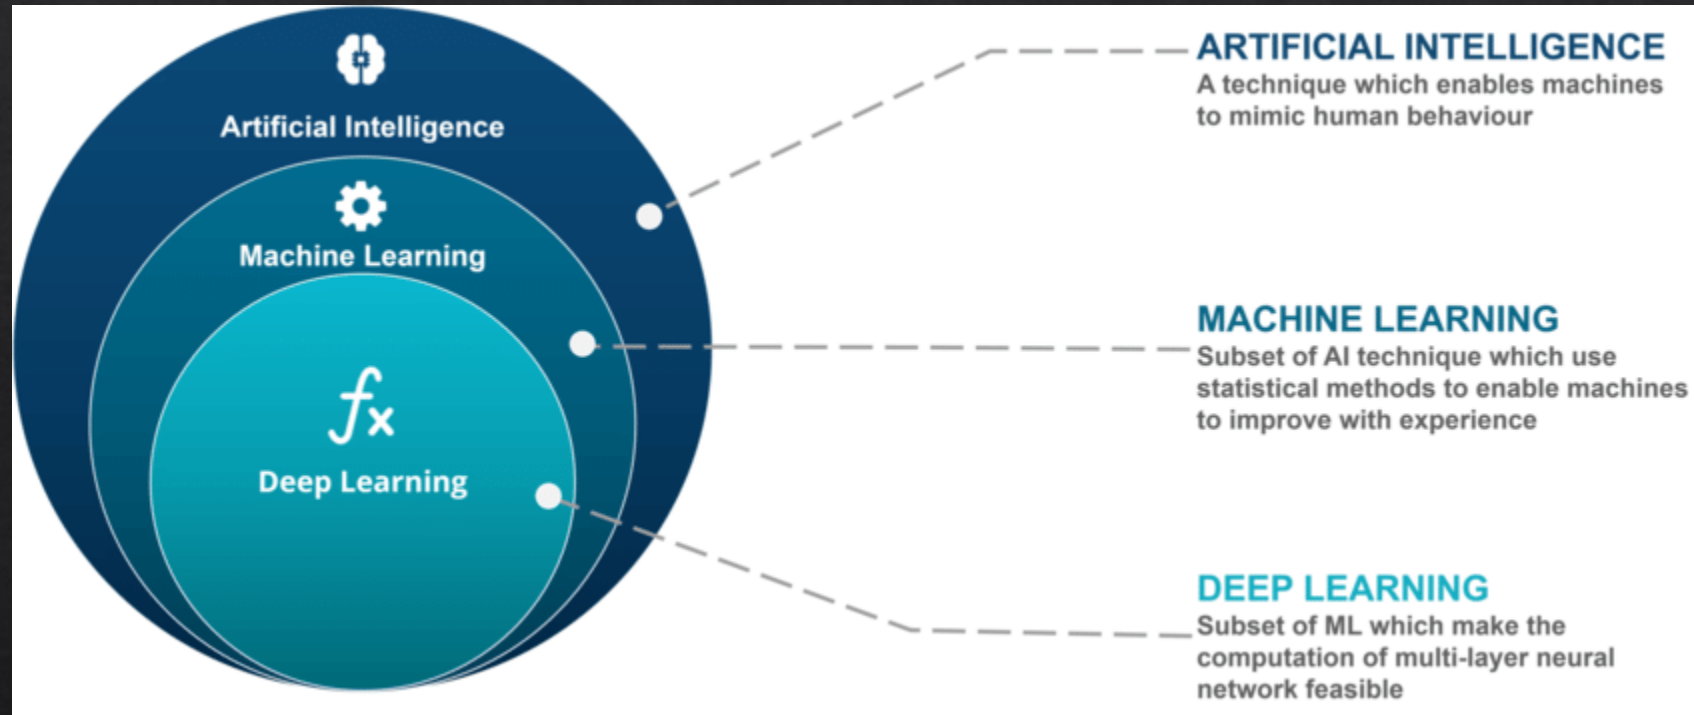 Artificial Intelligence
Machine Learning
fx
Deep Learning
ARTIFICIAL INTELLIGENCE
A technique which enables machines
to mimic human behaviour
MACHINE LEARNING
Subset of AI technique which use
statistical methods to enable machines
to improve with experience
DEEP LEARNING
Subset of ML which make the
computation of multi-layer neural
network feasible